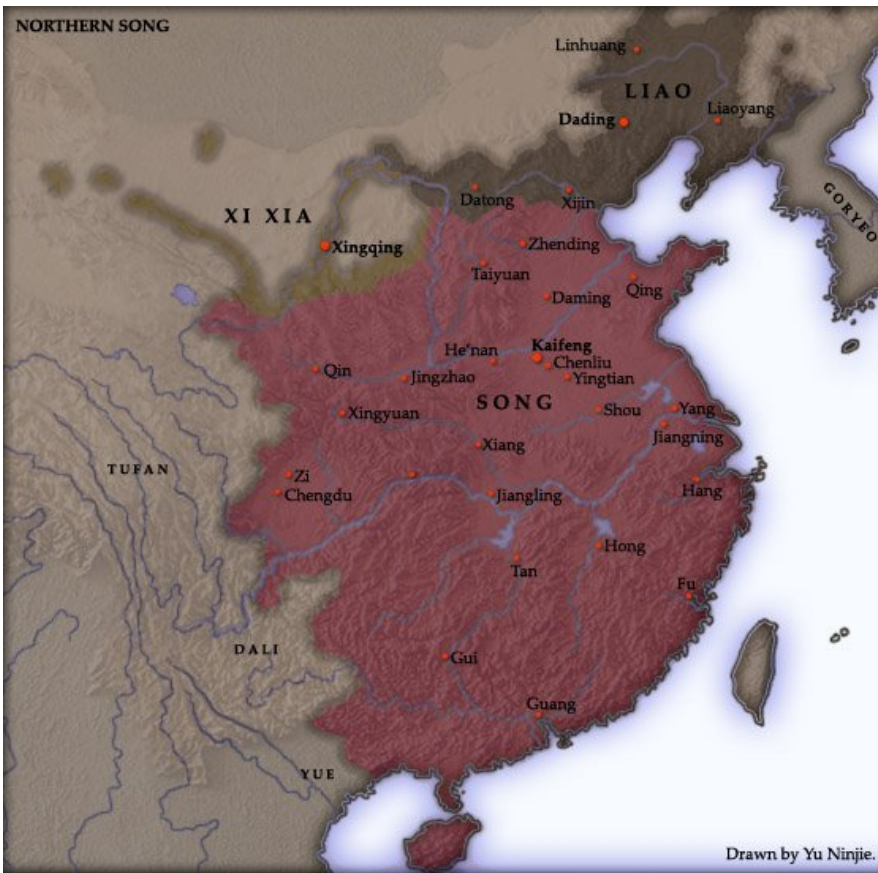 NORTHERN SONG
Linhuang
LIAO
Dading
Liaoyang
Datong
Xijin
GORYEO
XI XIA
Xingqing
Zhending
Taiyuan
Qing
Daming
He'nan
Kaifeng
Chenliu
Qin
Jingzhao
Yingtian
SONG
Xingyuan
Shou
Yang
Jiangning
Xiang
TUFAN
Zi
Chengdu
Jiangling
Hang
Hong
Tan
Fu
DALI
Gui
Guang
YUE
Drawn by Yu Ninjie.